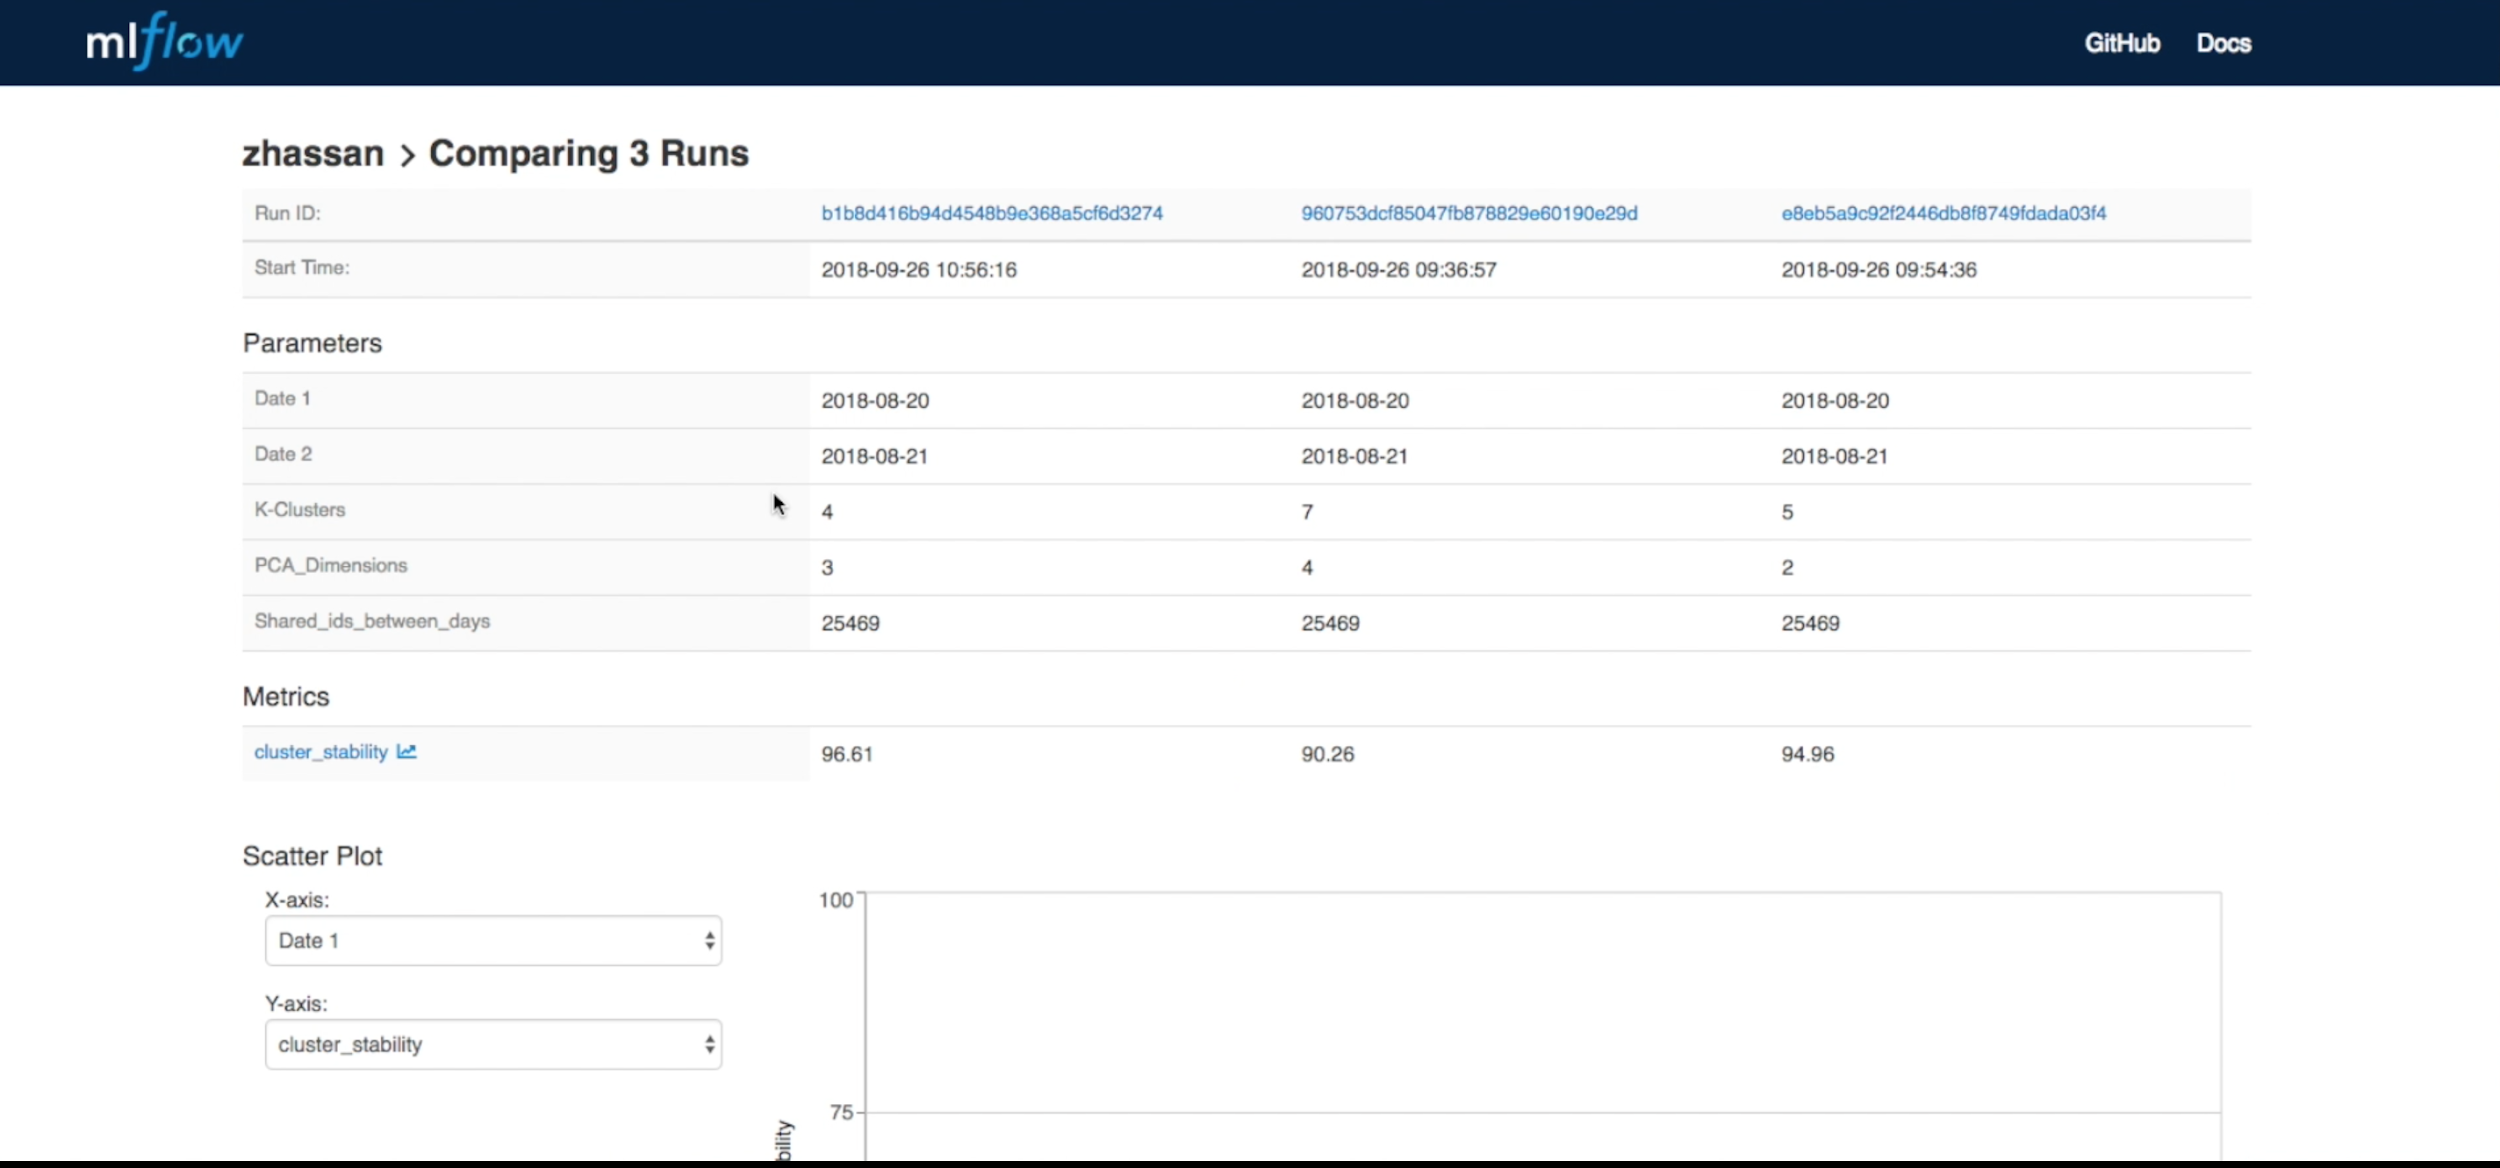 mlflow GitHub Docs
zhassan > Comparing 3 Runs
Run ID: b1b8d416b94d4548b9e368a5cf6d3274 960753dcf85047fb878829e60190e29d e8eb5a9c92f2446db8f8749fdada03f4
Start Time: 2018-09-26 10:56:16 2018-09-26 09:36:57 2018-09-26 09:54:36
Parameters
Date 1 2018-08-20 2018-08-20 2018-08-20
Date 2 2018-08-21 2018-08-21 2018-08-21
K-Clusters 4 7 5
PCA_Dimensions 3 4 2
Shared_ids_between_days 25469 25469 25469
Metrics
cluster_stability 96.61 90.26 94.96
Scatter Plot
X-axis:
Date 1
Y-axis:
cluster_stability
100
75
bility